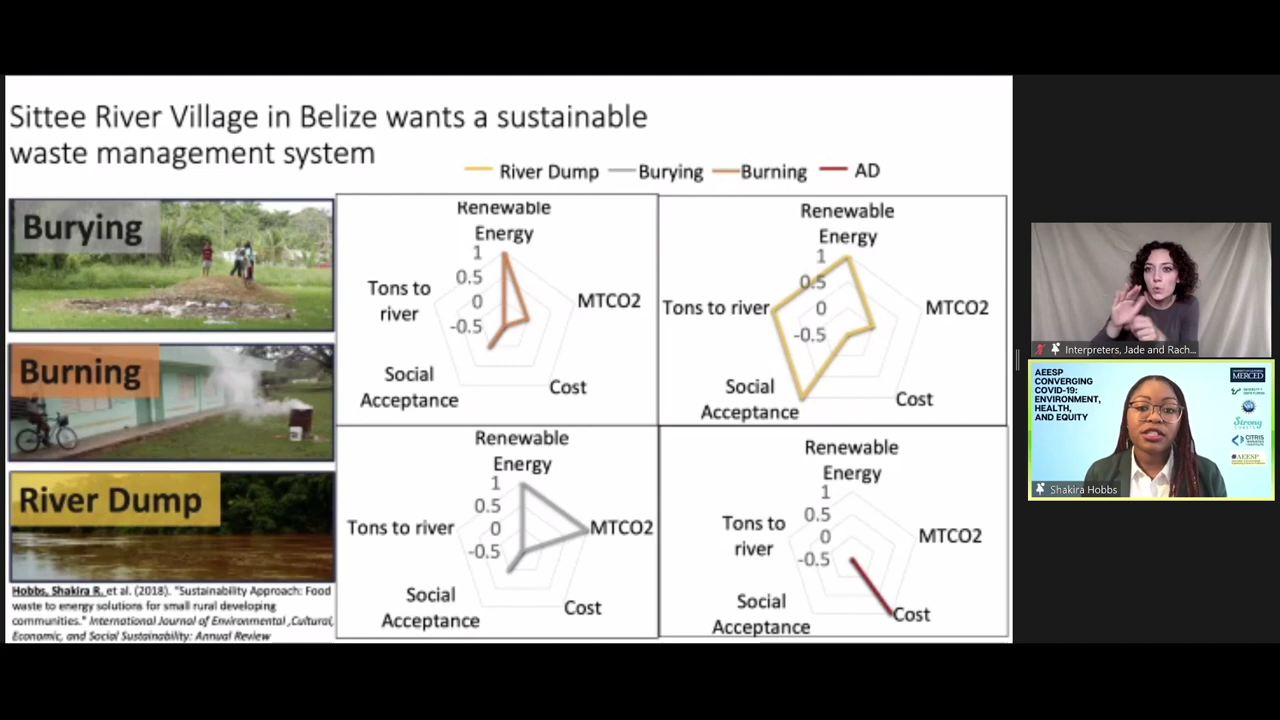 Sittee River Village in Belize wants a sustainable
waste management system
River Dump Burying Burning AD
Burying
Burning
River Dump
Hobbs, Shakira R. et al. (2018). "Sustainability Approach: Food
waste to energy solutions for small rural developing
communities." International Journal of Environmental ,Cultural,
Economic, and Social Sustainability: Annual Review
Renewable
Energy
1
0.5
0
-0.5
Tons to
river
MTCO2
Social
Acceptance
Cost
Renewable
Energy
1
0.5
0
-0.5
Tons to river
MTCO2
Social
Acceptance
Cost
Renewable
Energy
1
0.5
0
-0.5
Tons to river
MTCO2
Social
Acceptance
Cost
Renewable
Energy
1
0.5
0
-0.5
Tons to
river
MTCO2
Social
Acceptance
Cost
Interpreters, Jade and Rach...
AEESP
CONVERGING
COVID-19:
ENVIRONMENT,
HEALTH,
AND EQUITY
MERCED
Strong
CITRIS
AEESP
Shakira Hobbs